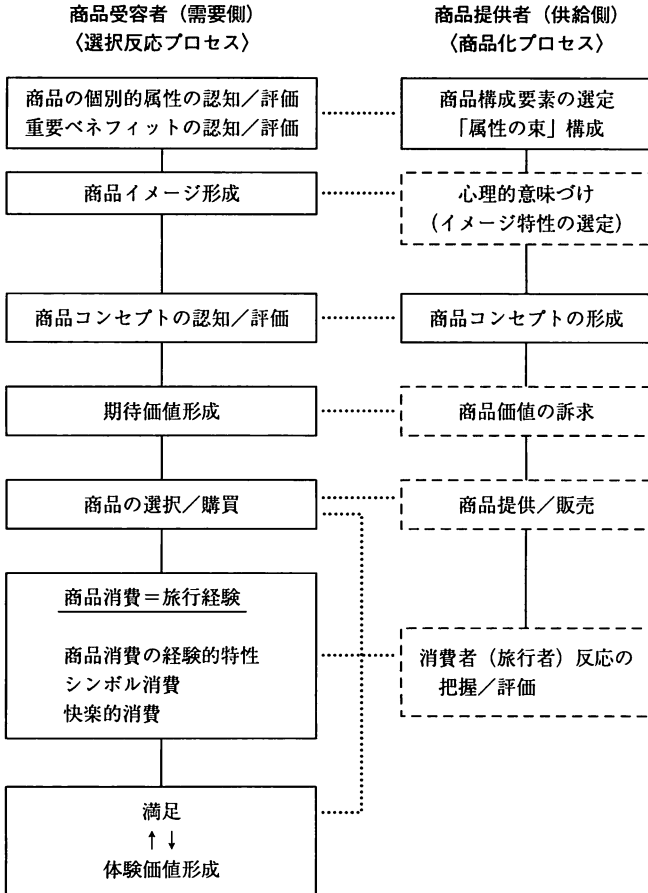 商品受容者（需要側）
〈選択反応プロセス〉
商品提供者（供給側）
〈商品化プロセス〉
商品の個別的属性の認知／評価
重要ベネフィットの認知／評価
商品構成要素の選定
「属性の束」構成
商品イメージ形成
心理的意味づけ
（イメージ特性の選定）
商品コンセプトの認知／評価
商品コンセプトの形成
期待価値形成
商品価値の訴求
商品の選択／購買
商品提供／販売
商品消費＝旅行経験
商品消費の経験的特性
シンボル消費
快楽的消費
消費者（旅行者）反応の
把握／評価
満足
↑↓
体験価値形成